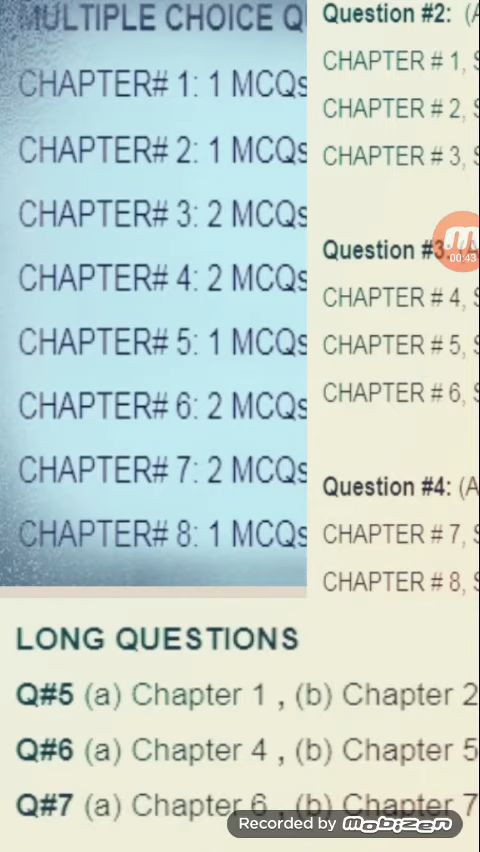 MULTIPLE CHOICE Q
CHAPTER# 1: 1 MCQs
CHAPTER# 2: 1 MCQs
CHAPTER# 3: 2 MCQs
CHAPTER# 4: 2 MCQs
CHAPTER# 5: 1 MCQs
CHAPTER# 6: 2 MCQs
CHAPTER# 7: 2 MCQs
CHAPTER# 8: 1 MCQs
Question #2: (A
CHAPTER # 1, S
CHAPTER # 2, S
CHAPTER # 3, S
Question #3: (A
00:43
CHAPTER # 4, S
CHAPTER # 5, S
CHAPTER # 6, S
Question #4: (A
CHAPTER # 7, S
CHAPTER # 8, S
LONG QUESTIONS
Q#5 (a) Chapter 1 , (b) Chapter 2
Q#6 (a) Chapter 4 , (b) Chapter 5
Q#7 (a) Chapter 6 , (b) Chapter 7
Recorded by Mobizen